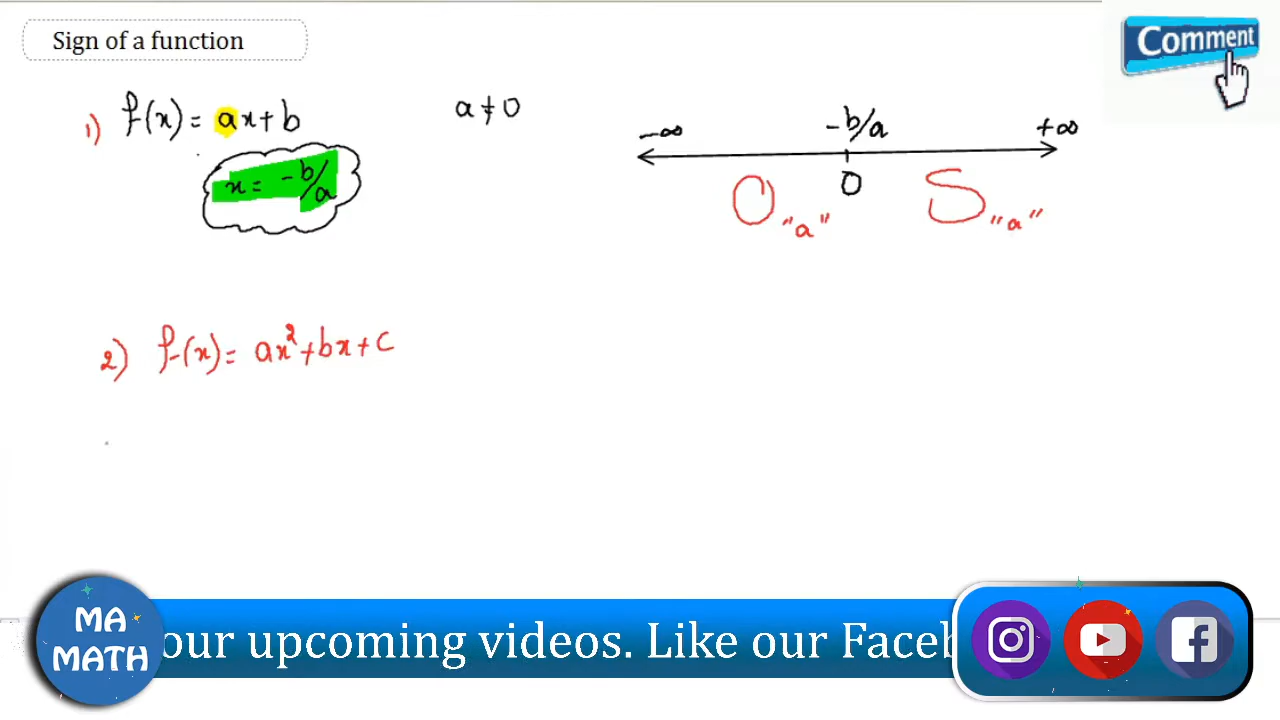 Sign of a function
Comment
1) f(x) = ax + b
a ≠ 0
x = -b/a
-∞ -b/a +∞
0
O "a" S "a"
2) f(x) = ax² + bx + c
MA
MATH
our upcoming videos. Like our Faceb